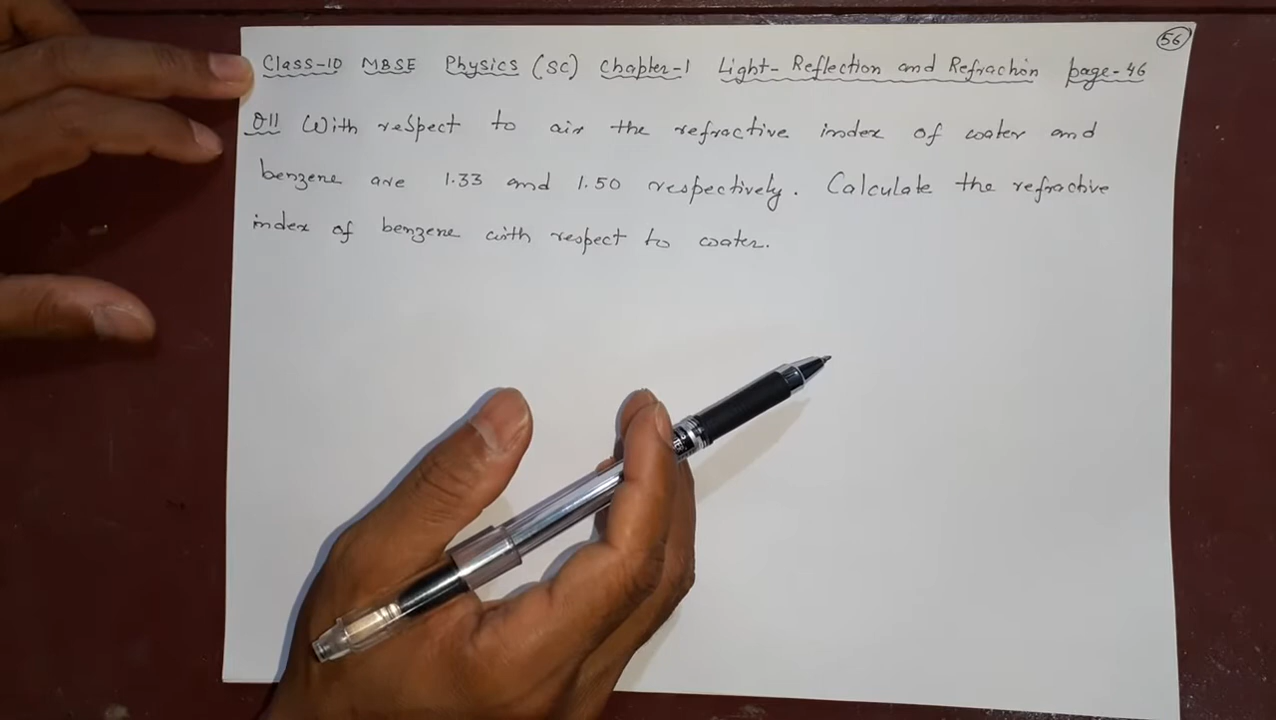 56
Class-10 MBSE Physics (SC) Chapter-1 Light-Reflection and Refraction page-46
Q11 With respect to air the refractive index of water and
benzene are 1.33 and 1.50 respectively. Calculate the refractive
index of benzene with respect to water.